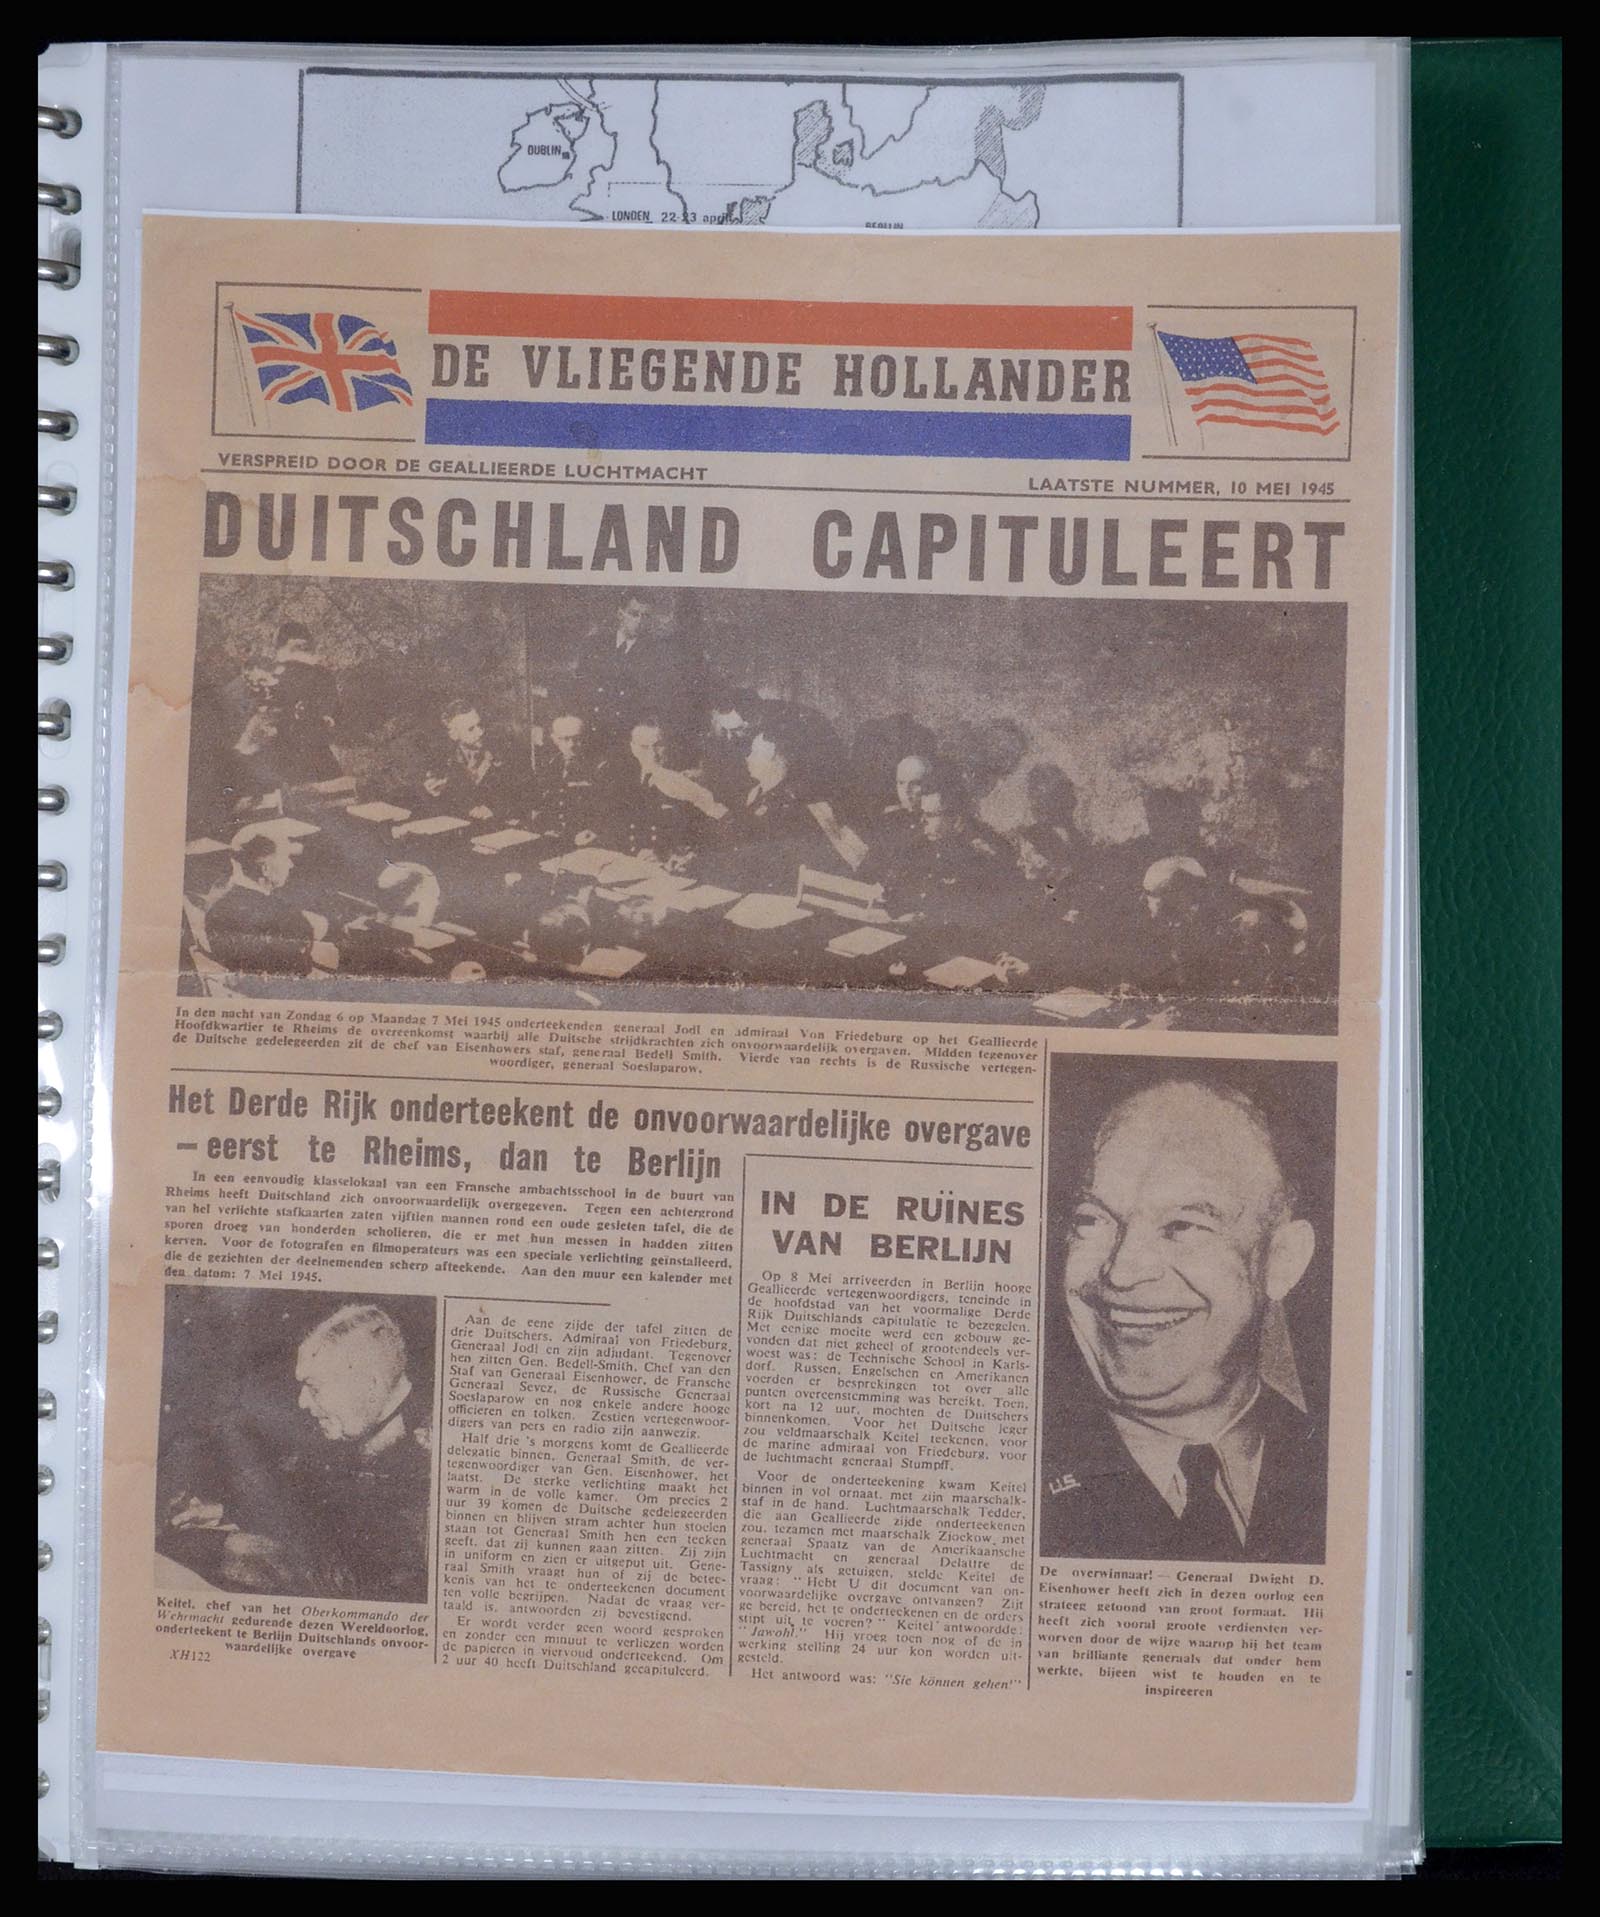 DUBLIN
LONDEN 22-23 april
BERLIJN
DE VLIEGENDE HOLLANDER
VERSPREID DOOR DE GEALLIEERDE LUCHTMACHT
LAATSTE NUMMER, 10 MEI 1945
DUITSCHLAND CAPITULEERT
In den nacht van Zondag 6 op Maandag 7 Mei 1945 onderteekenden generaal Jodl en admiraal Von Friedeburg op het Geallieerde
Hoofdkwartier te Rheims de overeenkomst waarbij alle Duitsche strijdkrachten zich onvoorwaardelijk overgaven. Midden tegenover
de Duitsche gedelegeerden zit de chef van Eisenhowers staf, generaal Bedell Smith. Vierde van rechts is de Russische vertegen-
woordiger, generaal Soeslaparow.
Het Derde Rijk onderteekent de onvoorwaardelijke overgave
– eerst te Rheims, dan te Berlijn
In een eenvoudig klasselokaal van een Fransche ambachtsschool in de buurt van
Rheims heeft Duitschland zich onvoorwaardelijk overgegeven. Tegen een achtergrond
van hel verlichte stafkaarten zaten vijftien mannen rond een oude gesleten tafel, die de
sporen droeg van honderden scholieren, die er met hun messen in hadden zitten
kerven. Voor de fotografen en filmoperateurs was een speciale verlichting geïnstalleerd,
die de gezichten der deelnemenden scherp afteekende. Aan den muur een kalender met
den datum: 7 Mei 1945.
Keitel, chef van het Oberkommando der
Wehrmacht gedurende dezen Wereldoorlog,
onderteekent te Berlijn Duitschlands onvoor-
waardelijke overgave
XH122
Aan de eene zijde der tafel zitten de
drie Duitschers, Admiraal von Friedeburg,
Generaal Jodl en zijn adjudant. Tegenover
hen zitten Gen. Bedell-Smith, Chef van den
Staf van Generaal Eisenhower, de Fransche
Generaal Sevez, de Russische Generaal
Soeslaparow en nog enkele andere hooge
officieren en tolken. Zestien vertegenwoor-
digers van pers en radio zijn aanwezig.
Half drie 's morgens komt de Geallieerde
delegatie binnen, Generaal Smith, de ver-
tegenwoordiger van Gen. Eisenhower, het
laatst. De sterke verlichting maakt het
warm in de volle kamer. Om precies 2
uur 39 komen de Duitsche gedelegeerden
binnen en blijven stram achter hun stoelen
staan tot Generaal Smith hen een teeken
geeft, dat zij kunnen gaan zitten. Zij zijn
in uniform en zien er uitgeput uit. Gene-
raal Smith vraagt hun of zij de betee-
kenis van het te onderteekenen document
ten volle begrijpen. Nadat de vraag ver-
taald is, antwoorden zij bevestigend.
Er wordt verder geen woord gesproken
en zonder een minuut te verliezen worden
de papieren in viervoud onderteekend. Om
2 uur 40 heeft Duitschland gecapituleerd.
IN DE RUÏNES
VAN BERLIJN
Op 8 Mei arriveerden in Berlijn hooge
Geallieerde vertegenwoordigers, teneinde in
de hoofdstad van het voormalige Derde
Rijk Duitschlands capitulatie te bezegelen.
Met eenige moeite werd een gebouw ge-
vonden dat niet geheel of grootendeels ver-
woest was: de Technische School in Karls-
dorf. Russen, Engelschen en Amerikanen
voerden er besprekingen tot over alle
punten overeenstemming was bereikt. Toen,
kort na 12 uur, mochten de Duitschers
binnenkomen. Voor het Duitsche leger
zou veldmaarschalk Keitel teekenen, voor
de marine admiraal von Friedeburg, voor
de luchtmacht generaal Stumpff.
Voor de onderteekening kwam Keitel
binnen in vol ornaat, met zijn maarschalk-
staf in de hand. Luchtmaarschalk Tedder,
die aan Geallieerde zijde onderteekenen
zou, tezamen met maarschalk Zjoekow, met
generaal Spaatz van de Amerikaansche
Luchtmacht en generaal Delattre de
Tassigny als getuigen, stelde Keitel de
vraag: "Hebt U dit document van on-
voorwaardelijke overgave ontvangen? Zijt
ge bereid, het te onderteekenen en de orders
stipt uit te voeren?" Keitel antwoordde:
"Jawohl." Hij vroeg toen nog of de in
werking stelling 24 uur kon worden uit-
gesteld.
Het antwoord was: "Sie können gehen!"
US
De overwinnaar! — Generaal Dwight D.
Eisenhower heeft zich in dezen oorlog een
strateeg getoond van groot formaat. Hij
heeft zich vooral groote verdiensten ver-
worven door de wijze waarop hij het team
van brilliante generaals dat onder hem
werkte, bijeen wist te houden en te
inspireeren